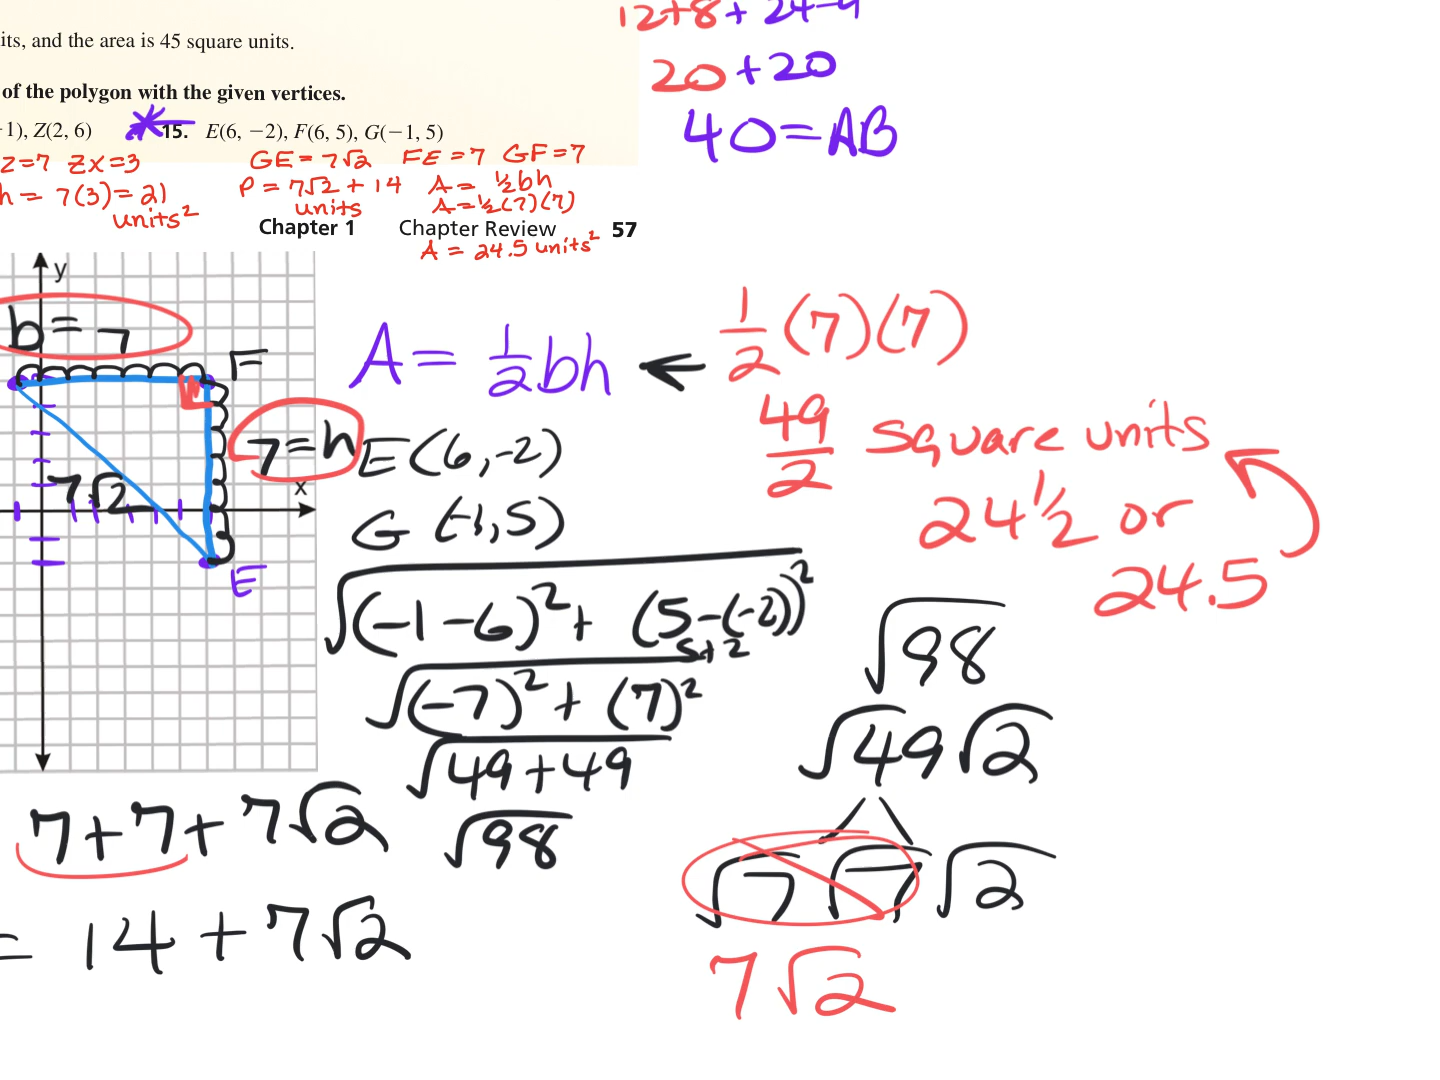 12+8+ 24-4
its, and the area is 45 square units.
20+20
of the polygon with the given vertices.
40=AB
-1), Z(2, 6) 15. E(6, −2), F(6, 5), G(−1, 5)
z=7 ZX=3 GE=7√2 FE=7 GF=7
h = 7(3)=21 P = 7√2+14 A= ½bh
units² units A=½(7)(7)
Chapter 1 Chapter Review 57
A = 24.5 units²
y
b=7
F
A= ½bh ← ½(7)(7)
7=h
E(6,-2)
49/2 square units
x
7√2
G (-1,5)
24½ or
24.5
E
√(-1-6)²+ (5-(-2))²
5+2
√98
√(-7)²+ (7)²
√49√2
√49+49
7+7+7√2
√98
√7√7√2
= 14+7√2
7√2